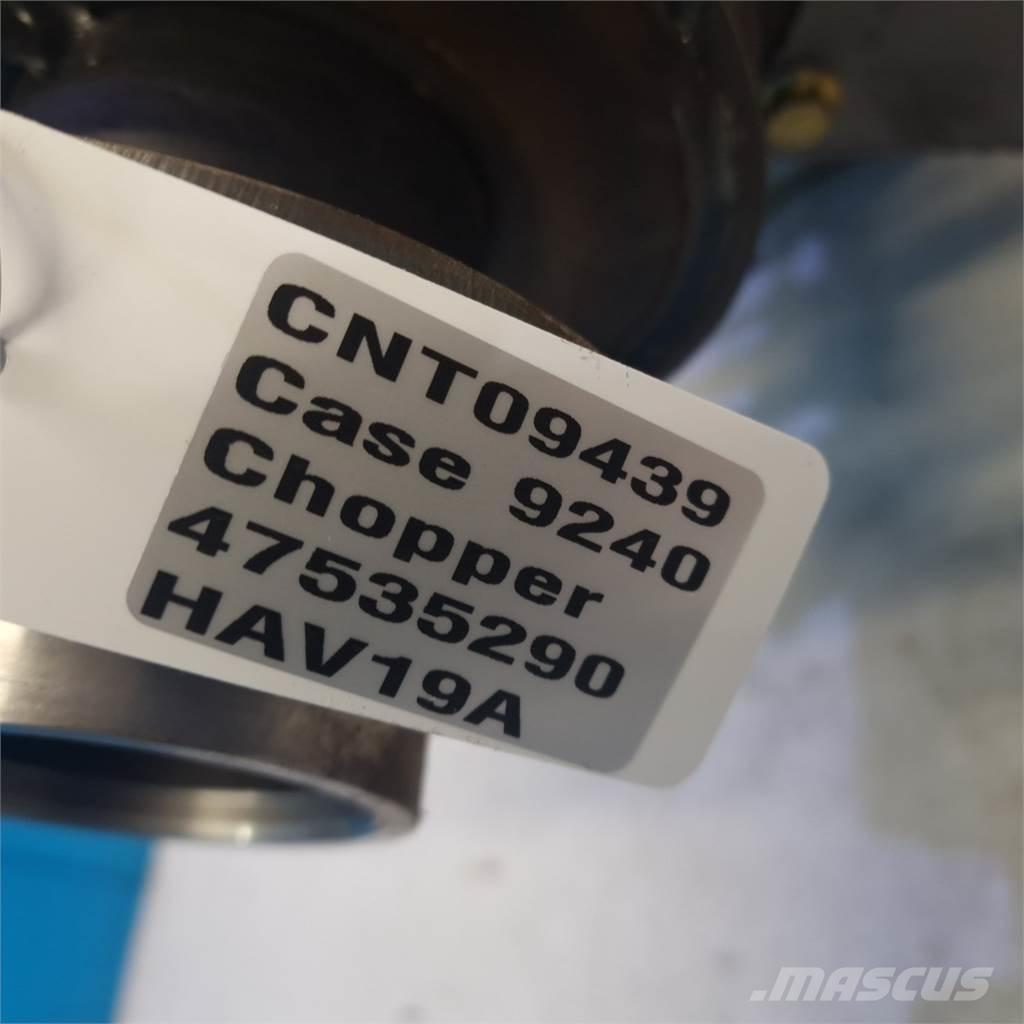 CNT09439
Case 9240
Chopper
47535290
HAV19A
.MASCUS